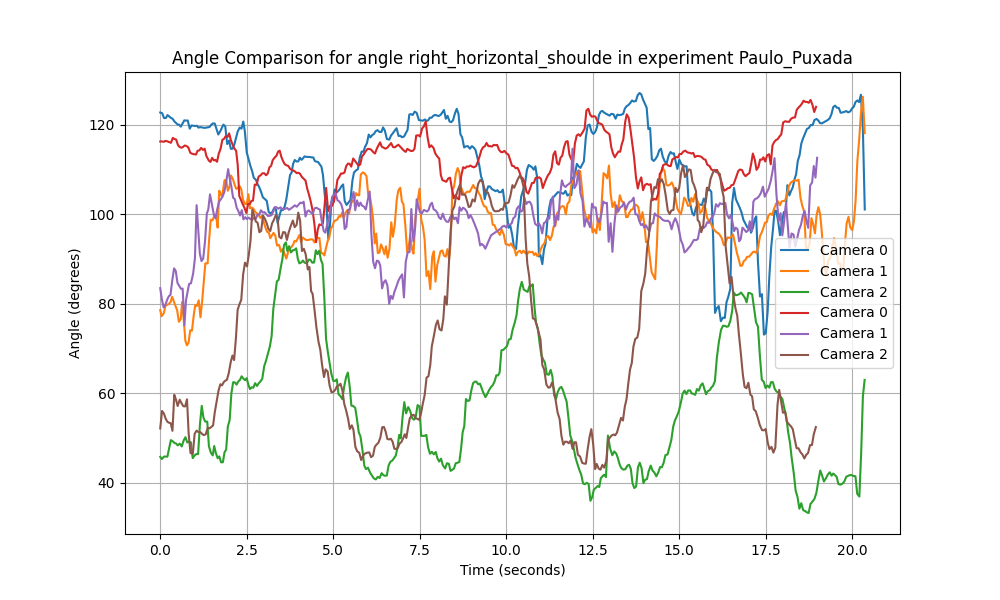 Angle Comparison for angle right_horizontal_shoulde in experiment Paulo_Puxada
Angle (degrees)
120
100
80
60
40
0.0 2.5 5.0 7.5 10.0 12.5 15.0 17.5 20.0
Time (seconds)
Camera 0
Camera 1
Camera 2
Camera 0
Camera 1
Camera 2